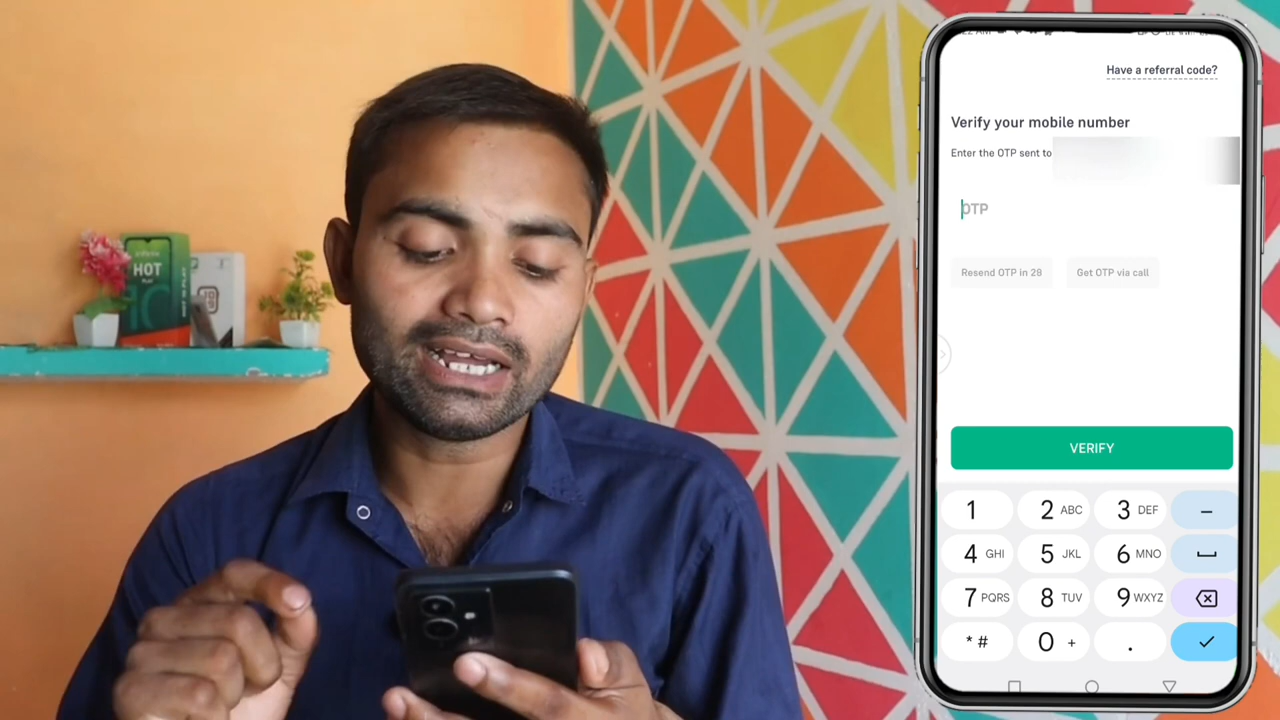 HOT
Have a referral code?
Verify your mobile number
Enter the OTP sent to
OTP
Resend OTP in 28
Get OTP via call
VERIFY
1
2 ABC
3 DEF
4 GHI
5 JKL
6 MNO
7 PQRS
8 TUV
9 WXYZ
* #
0 +
.